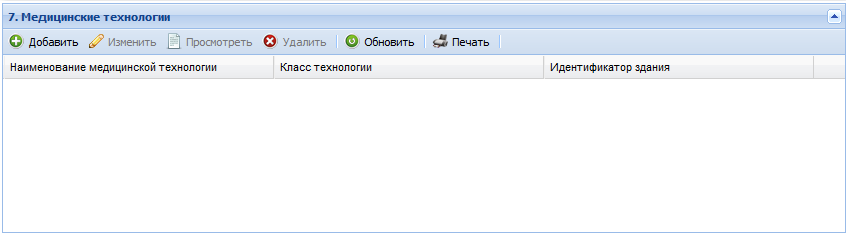 7. Медицинские технологии
Добавить Изменить Просмотреть Удалить Обновить Печать
Наименование медицинской технологии Класс технологии Идентификатор здания